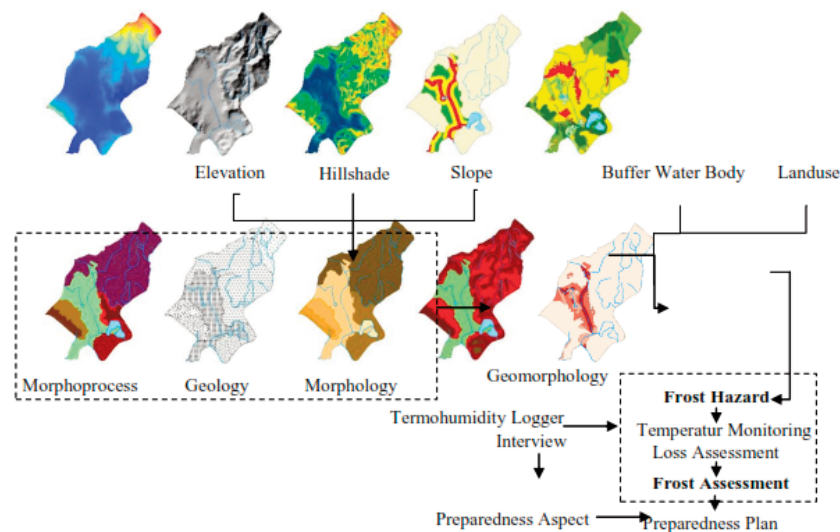 Elevation
Hillshade
Slope
Buffer Water Body
Landuse
Morphoprocess
Geology
Morphology
Geomorphology
Frost Hazard
Termohumidity Logger
Interview
Temperatur Monitoring
Loss Assessment
Frost Assessment
Preparedness Aspect
Preparedness Plan